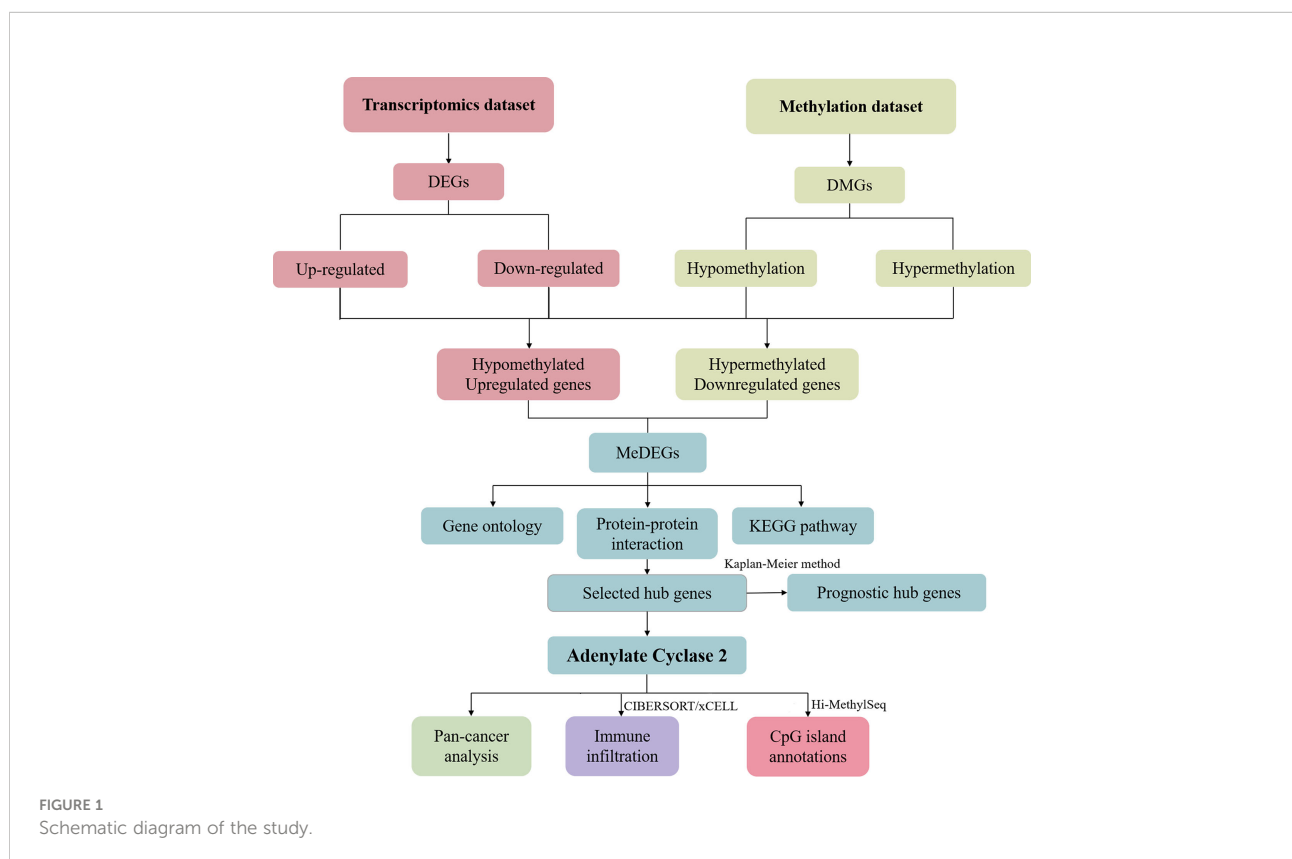 Transcriptomics dataset
Methylation dataset
DEGs
DMGs
Up-regulated
Down-regulated
Hypomethylation
Hypermethylation
Hypomethylated
Upregulated genes
Hypermethylated
Downregulated genes
MeDEGs
Gene ontology
Protein-protein
interaction
KEGG pathway
Kaplan-Meier method
Selected hub genes
Prognostic hub genes
Adenylate Cyclase 2
CIBERSORT/xCELL
Hi-MethylSeq
Pan-cancer
analysis
Immune
infiltration
CpG island
annotations
FIGURE 1
Schematic diagram of the study.